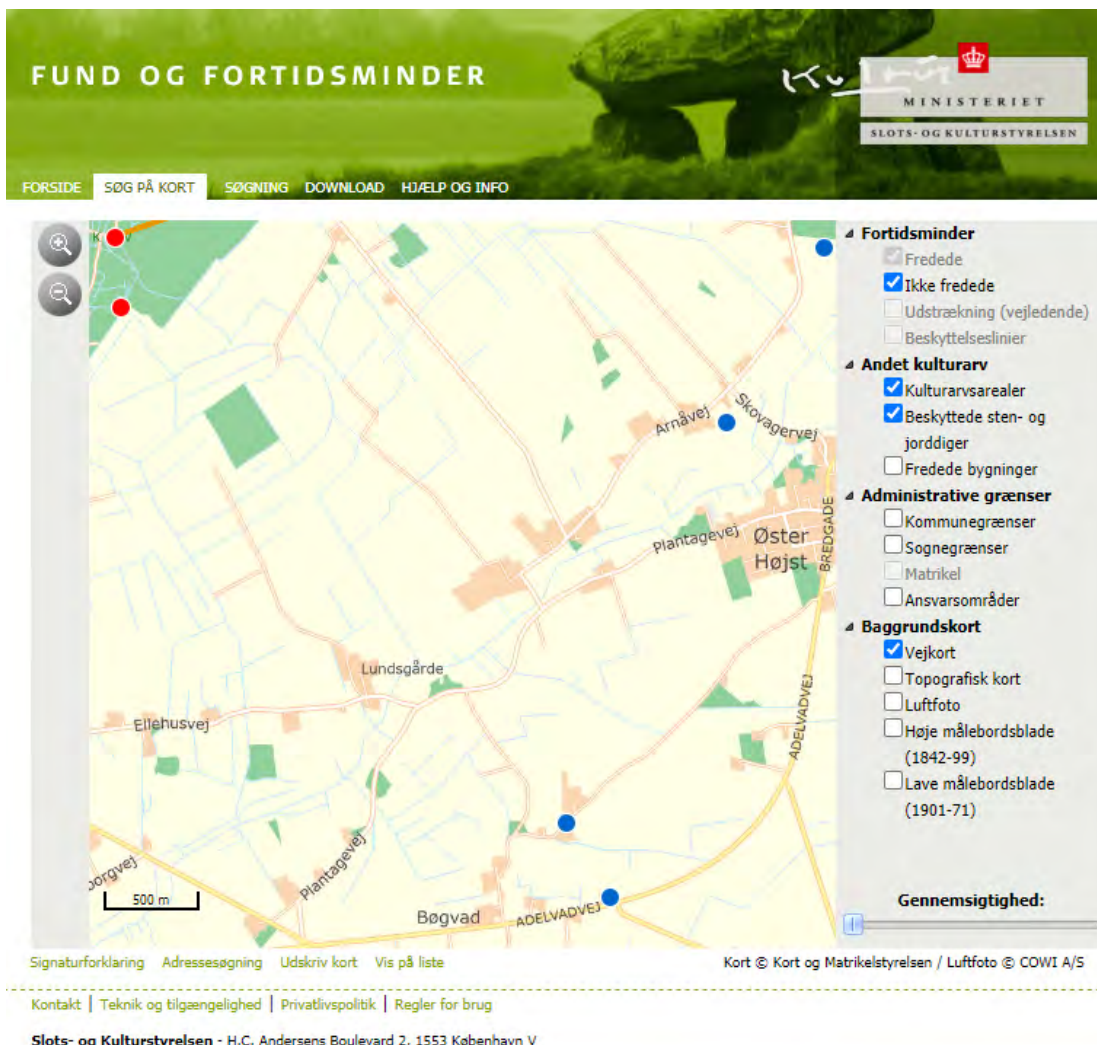 FUND OG FORTIDSMINDER
Kultur
MINISTERIET
SLOTS- OG KULTURSTYRELSEN
FORSIDE SØG PÅ KORT SØGNING DOWNLOAD HJÆLP OG INFO
Arnåvej
Skovagervej
Plantagevej
Øster
Højst
BREDGADE
Lundsgårde
Ellehusvej
ADELVADVEJ
Plantagevej
500 m
Bøgvad
ADELVADVEJ
Fortidsminder
Fredede
Ikke fredede
Udstrækning (vejledende)
Beskyttelseslinier
Andet kulturarv
Kulturarvsarealer
Beskyttede sten- og
jorddiger
Fredede bygninger
Administrative grænser
Kommunegrænser
Sognegrænser
Matrikel
Ansvarsområder
Baggrundskort
Vejkort
Topografisk kort
Luftfoto
Høje målebordsblade
(1842-99)
Lave målebordsblade
(1901-71)
Gennemsigtighed:
Signaturforklaring Adressesøgning Udskriv kort Vis på liste
Kort © Kort og Matrikelstyrelsen / Luftfoto © COWI A/S
Kontakt | Teknik og tilgængelighed | Privatlivspolitik | Regler for brug
Slots- og Kulturstyrelsen - H.C. Andersens Boulevard 2, 1553 København V